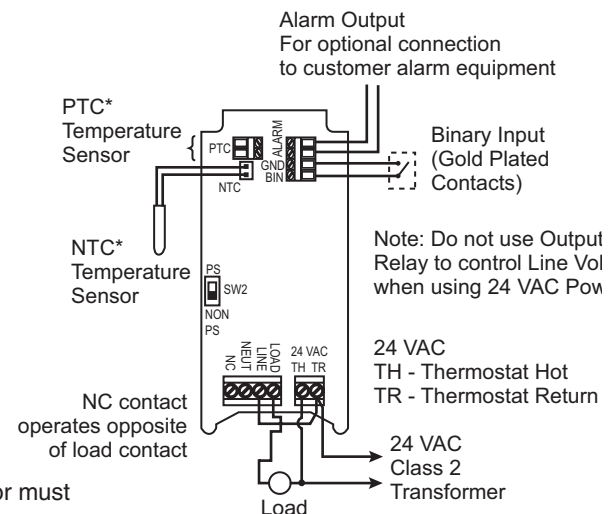 Alarm Output
For optional connection
to customer alarm equipment
PTC*
Temperature
Sensor
PTC
ALARM
GND
BIN
NTC
Binary Input
(Gold Plated
Contacts)
NTC*
Temperature
Sensor
PS
SW2
NON
PS
Note: Do not use Output
Relay to control Line
when using 24 VAC
NC
NEUT
LINE
LOAD
24 VAC
TH TR
24 VAC
TH - Thermostat Hot
TR - Thermostat Return
NC contact
operates opposite
of load contact
24 VAC
Class 2
Transformer
or must
Load